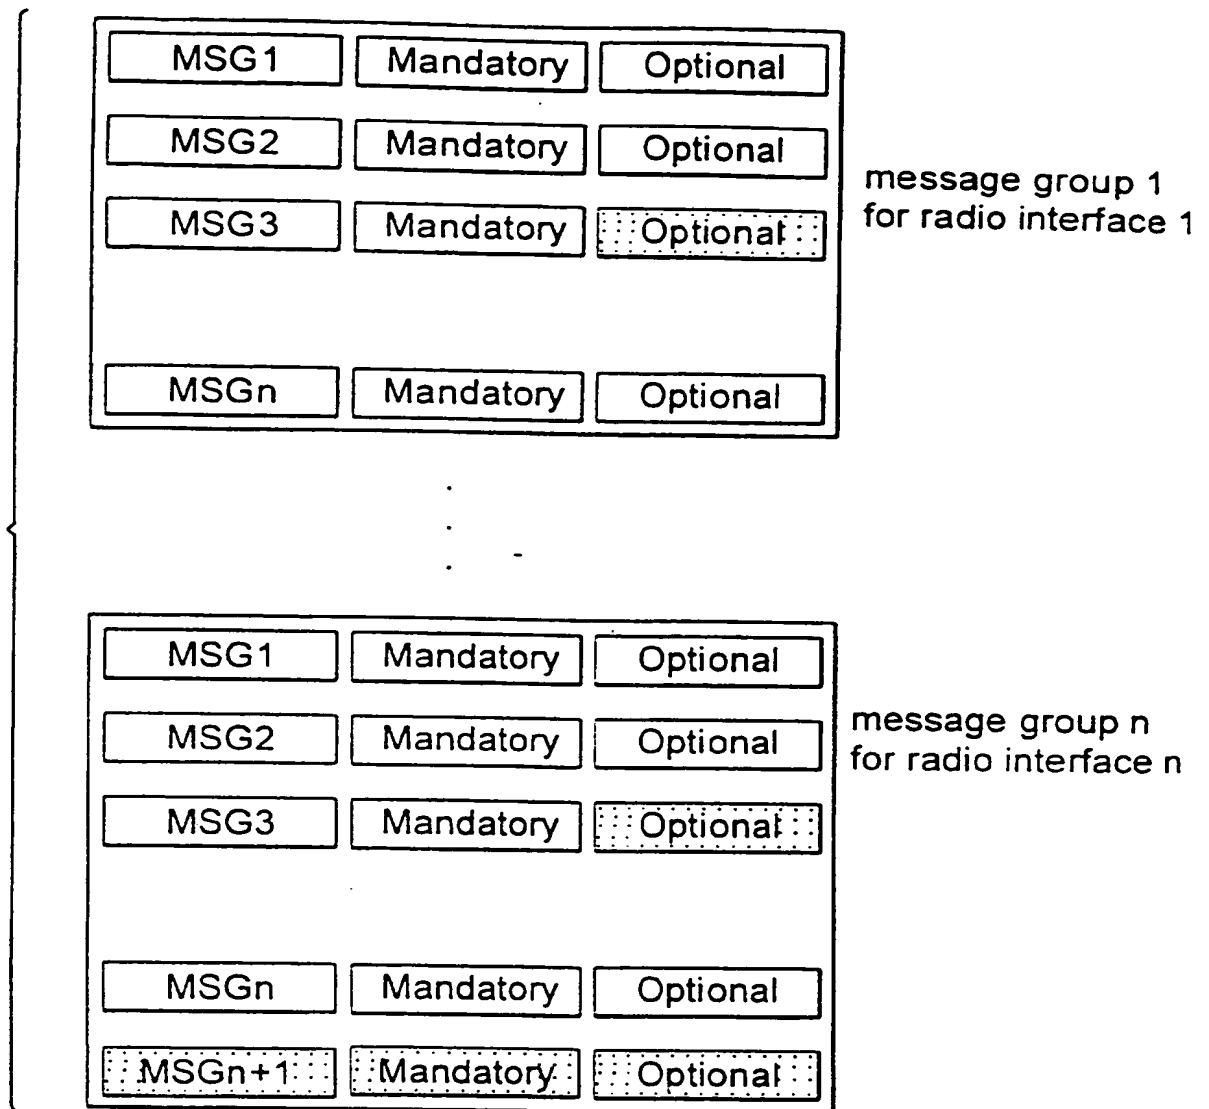 MSG1 Mandatory Optional
MSG2 Mandatory Optional
MSG3 Mandatory Optional
MSGn Mandatory Optional
message group 1
for radio interface 1
MSG1 Mandatory Optional
MSG2 Mandatory Optional
MSG3 Mandatory Optional
MSGn Mandatory Optional
MSGn+1 Mandatory Optional
message group n
for radio interface n